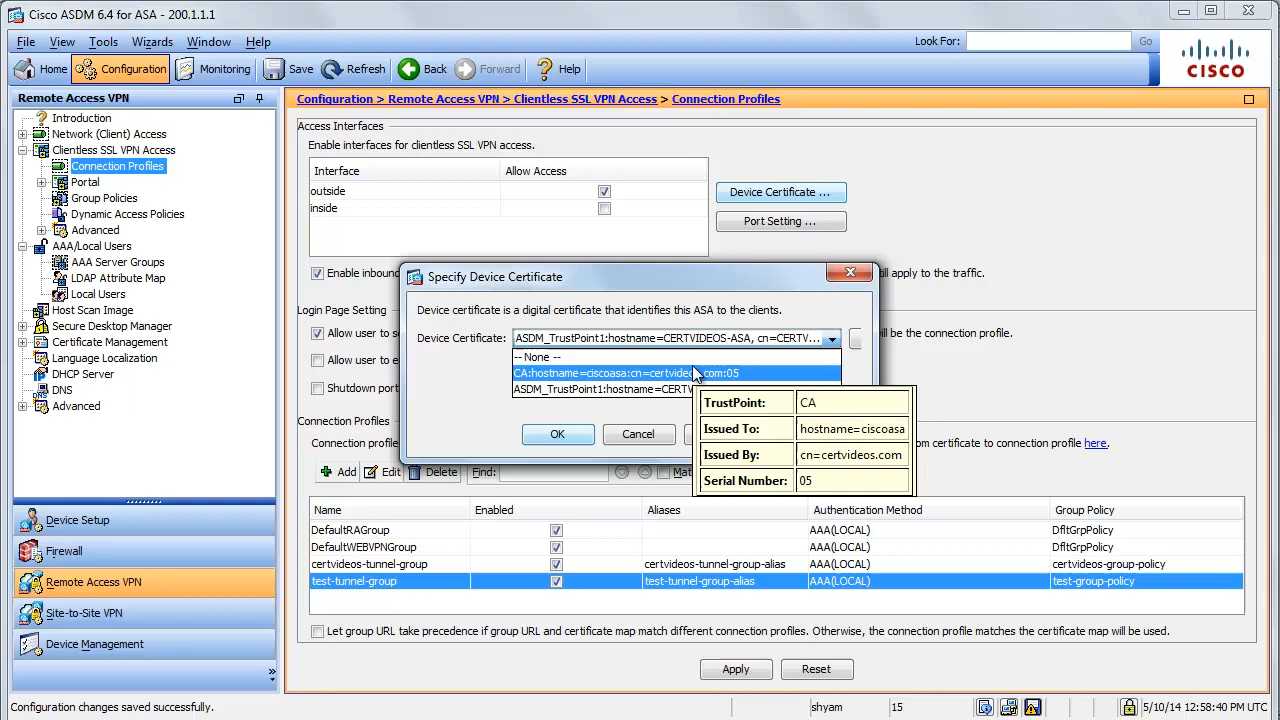 Cisco ASDM 6.4 for ASA - 200.1.1.1
File View Tools Wizards Window Help Look For: Go
Home Configuration Monitoring Save Refresh Back Forward Help
CISCO
Remote Access VPN
Introduction
Network (Client) Access
Clientless SSL VPN Access
Connection Profiles
Portal
Group Policies
Dynamic Access Policies
Advanced
AAA/Local Users
AAA Server Groups
LDAP Attribute Map
Local Users
Host Scan Image
Secure Desktop Manager
Certificate Management
Language Localization
DHCP Server
DNS
Advanced
Device Setup
Firewall
Remote Access VPN
Site-to-Site VPN
Device Management
»
Configuration > Remote Access VPN > Clientless SSL VPN Access > Connection Profiles
Access Interfaces
Enable interfaces for clientless SSL VPN access.
Interface Allow Access
outside
inside
Device Certificate ...
Port Setting ...
Enable inboun will apply to the traffic.
Login Page Setting
Allow user to se will be the connection profile.
Allow user to e
Shutdown port
Specify Device Certificate
Device certificate is a digital certificate that identifies this ASA to the clients.
Device Certificate: ASDM_TrustPoint1:hostname=CERTVIDEOS-ASA, cn=CERTV...
-- None --
CA:hostname=ciscoasa:cn=certvideos.com:05
ASDM_TrustPoint1:hostname=CERTV
OK Cancel
TrustPoint: CA
Issued To: hostname=ciscoasa
Issued By: cn=certvideos.com
Serial Number: 05
Connection Profiles
Connection profile from certificate to connection profile here.
Add Edit Delete Find: Mat
Name Enabled Aliases Authentication Method Group Policy
DefaultRAGroup AAA(LOCAL) DfltGrpPolicy
DefaultWEBVPNGroup AAA(LOCAL) DfltGrpPolicy
certvideos-tunnel-group certvideos-tunnel-group-alias AAA(LOCAL) certvideos-group-policy
test-tunnel-group test-tunnel-group-alias AAA(LOCAL) test-group-policy
Let group URL take precedence if group URL and certificate map match different connection profiles. Otherwise, the connection profile matches the certificate map will be used.
Apply Reset
Configuration changes saved successfully. shyam 15 5/10/14 12:58:40 PM UTC